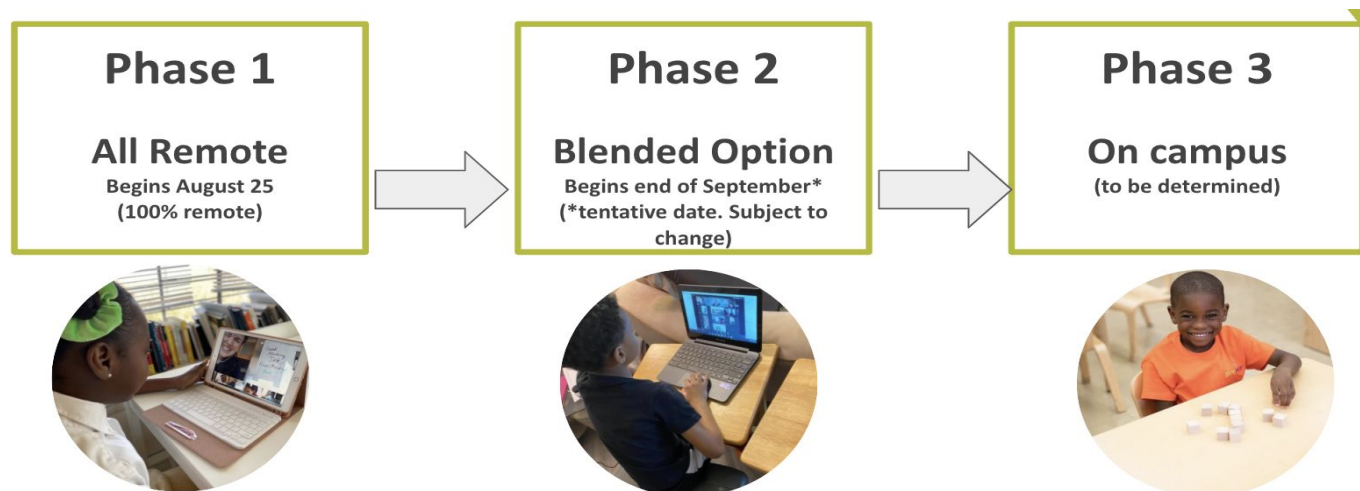 Phase 1
All Remote
Begins August 25
(100% remote)
Phase 2
Blended Option
Begins end of September*
(*tentative date. Subject to
change)
Phase 3
On campus
(to be determined)